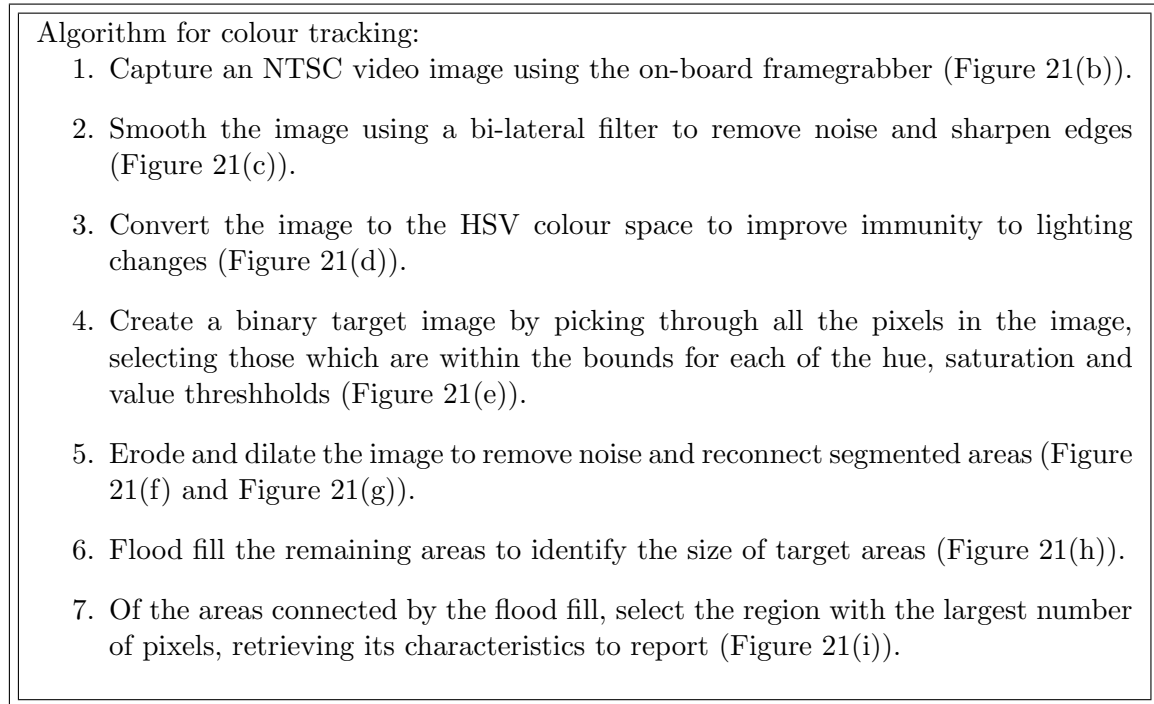 Algorithm for colour tracking:
1. Capture an NTSC video image using the on-board framegrabber (Figure 21(b)).
2. Smooth the image using a bi-lateral filter to remove noise and sharpen edges
(Figure 21(c)).
3. Convert the image to the HSV colour space to improve immunity to lighting
changes (Figure 21(d)).
4. Create a binary target image by picking through all the pixels in the image,
selecting those which are within the bounds for each of the hue, saturation and
value threshholds (Figure 21(e)).
5. Erode and dilate the image to remove noise and reconnect segmented areas (Figure
21(f) and Figure 21(g)).
6. Flood fill the remaining areas to identify the size of target areas (Figure 21(h)).
7. Of the areas connected by the flood fill, select the region with the largest number
of pixels, retrieving its characteristics to report (Figure 21(i)).